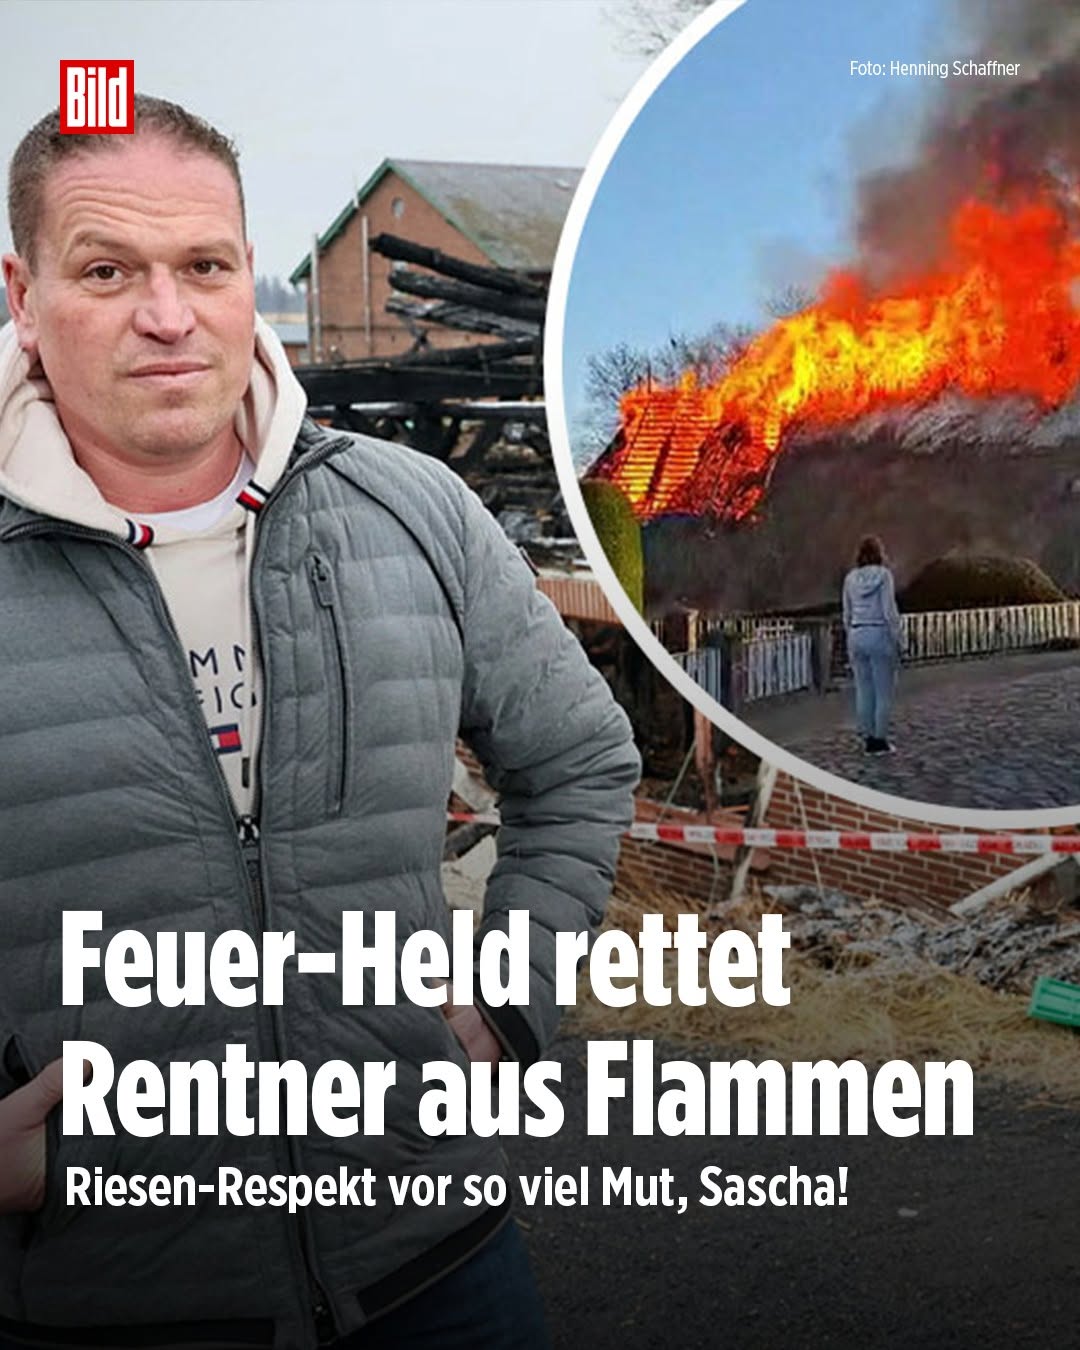 Bild
Foto: Henning Schaffner
Feuer-Held rettet
Rentner aus Flammen
Riesen-Respekt vor so viel Mut, Sascha!